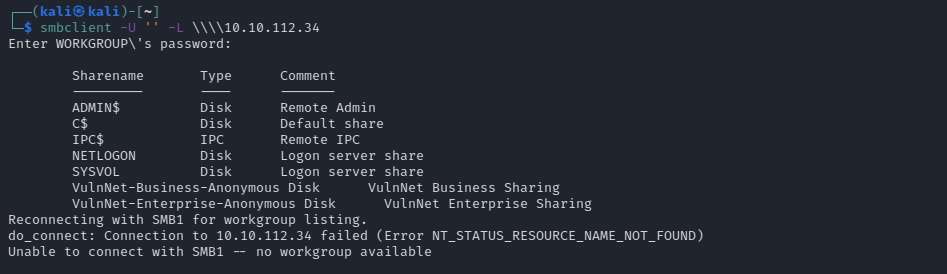 ┌──(kali㉿kali)-[~]
└─$ smbclient -U '' -L \\\\10.10.112.34
Enter WORKGROUP\'s password:
Sharename       Type      Comment
---------       ----      -------
ADMIN$          Disk      Remote Admin
C$              Disk      Default share
IPC$            IPC       Remote IPC
NETLOGON        Disk      Logon server share
SYSVOL          Disk      Logon server share
VulnNet-Business-Anonymous Disk      VulnNet Business Sharing
VulnNet-Enterprise-Anonymous Disk      VulnNet Enterprise Sharing
Reconnecting with SMB1 for workgroup listing.
do_connect: Connection to 10.10.112.34 failed (Error NT_STATUS_RESOURCE_NAME_NOT_FOUND)
Unable to connect with SMB1 -- no workgroup available